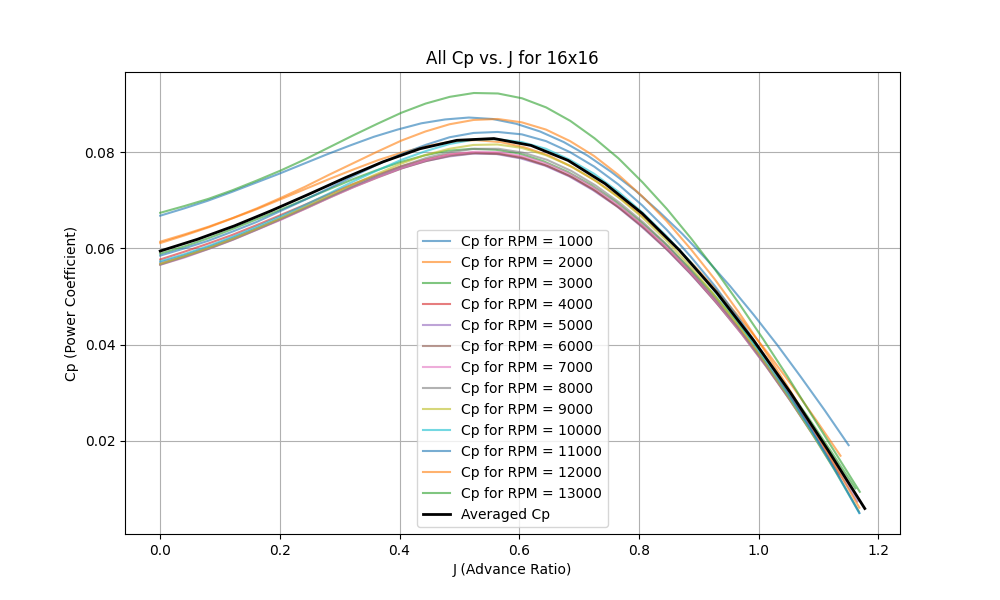 All Cp vs. J for 16x16
Cp (Power Coefficient)
0.08
0.06
0.04
0.02
Cp for RPM = 1000
Cp for RPM = 2000
Cp for RPM = 3000
Cp for RPM = 4000
Cp for RPM = 5000
Cp for RPM = 6000
Cp for RPM = 7000
Cp for RPM = 8000
Cp for RPM = 9000
Cp for RPM = 10000
Cp for RPM = 11000
Cp for RPM = 12000
Cp for RPM = 13000
Averaged Cp
0.0 0.2 0.4 0.6 0.8 1.0 1.2
J (Advance Ratio)